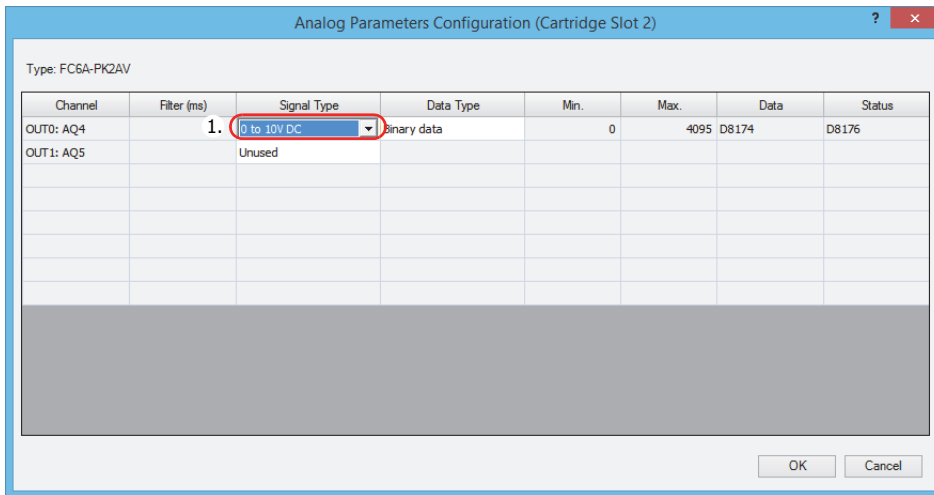 Analog Parameters Configuration (Cartridge Slot 2)
? ×
Type: FC6A-PK2AV
Channel Filter (ms) Signal Type Data Type Min. Max. Data Status
OUT0: AQ4 1. 0 to 10V DC Binary data 0 4095 D8174 D8176
OUT1: AQ5 Unused
OK Cancel